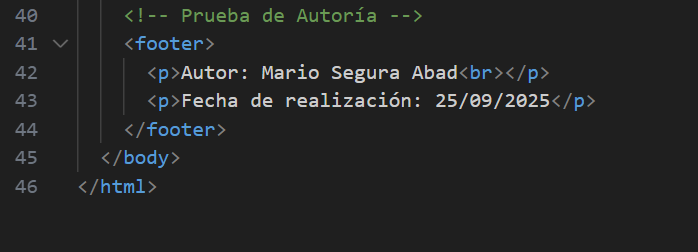 40 <!-- Prueba de Autoría -->
41 <footer>
42 <p>Autor: Mario Segura Abad<br></p>
43 <p>Fecha de realización: 25/09/2025</p>
44 </footer>
45 </body>
46 </html>